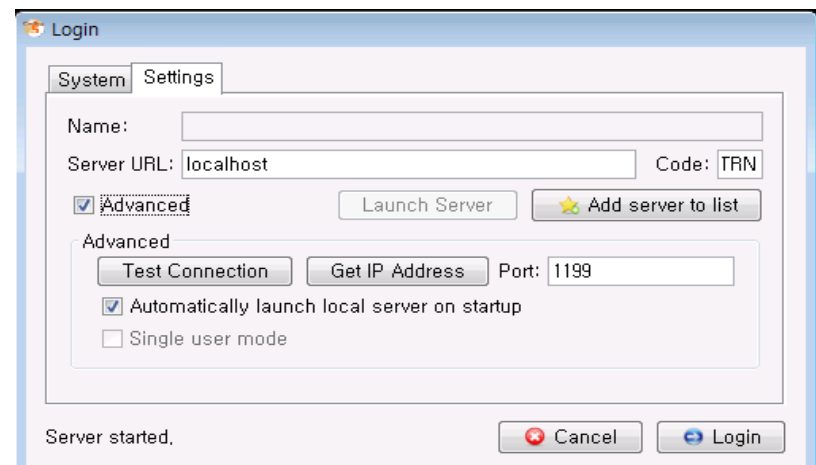 Login
System Settings
Name:
Server URL: localhost Code: TRN
Advanced Launch Server Add server to list
Advanced
Test Connection Get IP Address Port: 1199
Automatically launch local server on startup
Single user mode
Server started, Cancel Login